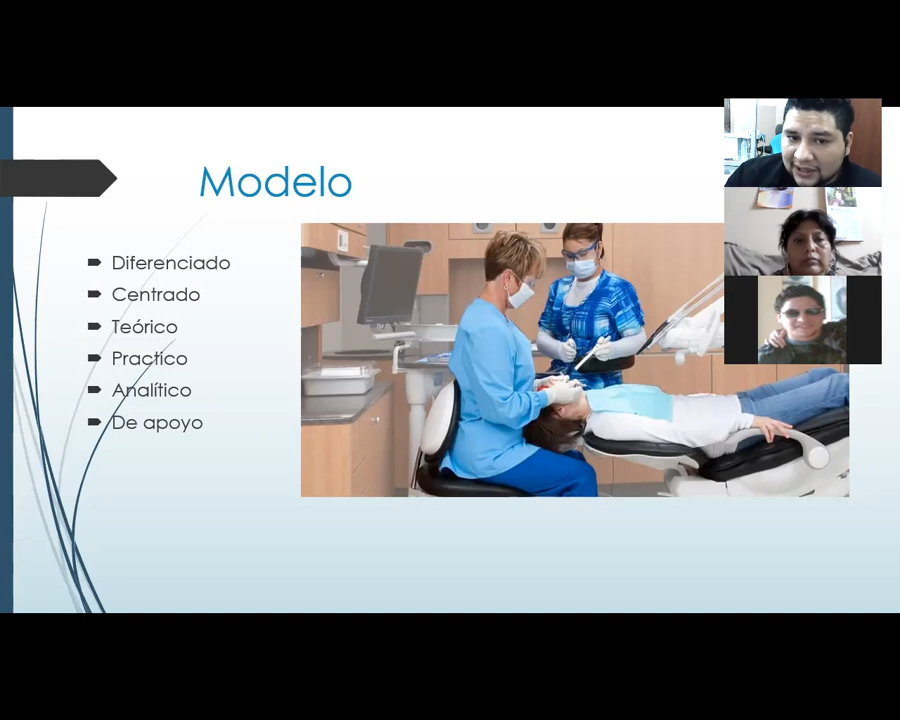 Modelo
Diferenciado
Centrado
Teórico
Practico
Analítico
De apoyo